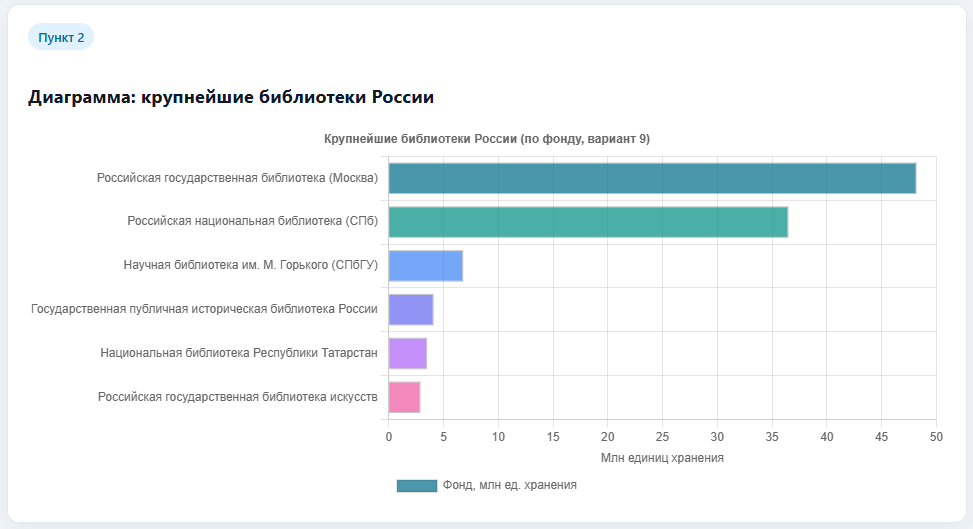 Пункт 2
Диаграмма: крупнейшие библиотеки России
Крупнейшие библиотеки России (по фонду, вариант 9)
Российская государственная библиотека (Москва)
Российская национальная библиотека (СПб)
Научная библиотека им. М. Горького (СПбГУ)
Государственная публичная историческая библиотека России
Национальная библиотека Республики Татарстан
Российская государственная библиотека искусств
0 5 10 15 20 25 30 35 40 45 50
Млн единиц хранения
Фонд, млн ед. хранения